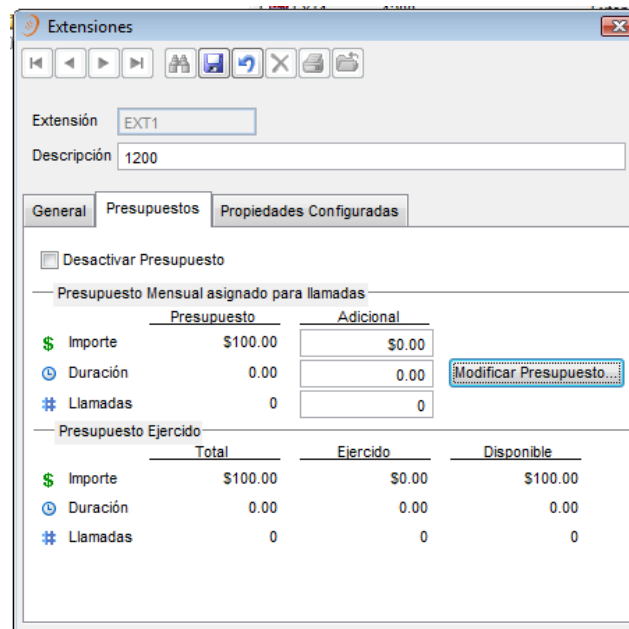 Extensiones
Extensión EXT1
Descripción 1200
General Presupuestos Propiedades Configuradas
Desactivar Presupuesto
Presupuesto Mensual asignado para llamadas
Presupuesto Adicional
$ Importe $100.00 $0.00
Duración 0.00 0.00 Modificar Presupuesto...
# Llamadas 0 0
Presupuesto Ejercido
Total Ejercido Disponible
$ Importe $100.00 $0.00 $100.00
Duración 0.00 0.00 0.00
# Llamadas 0 0 0